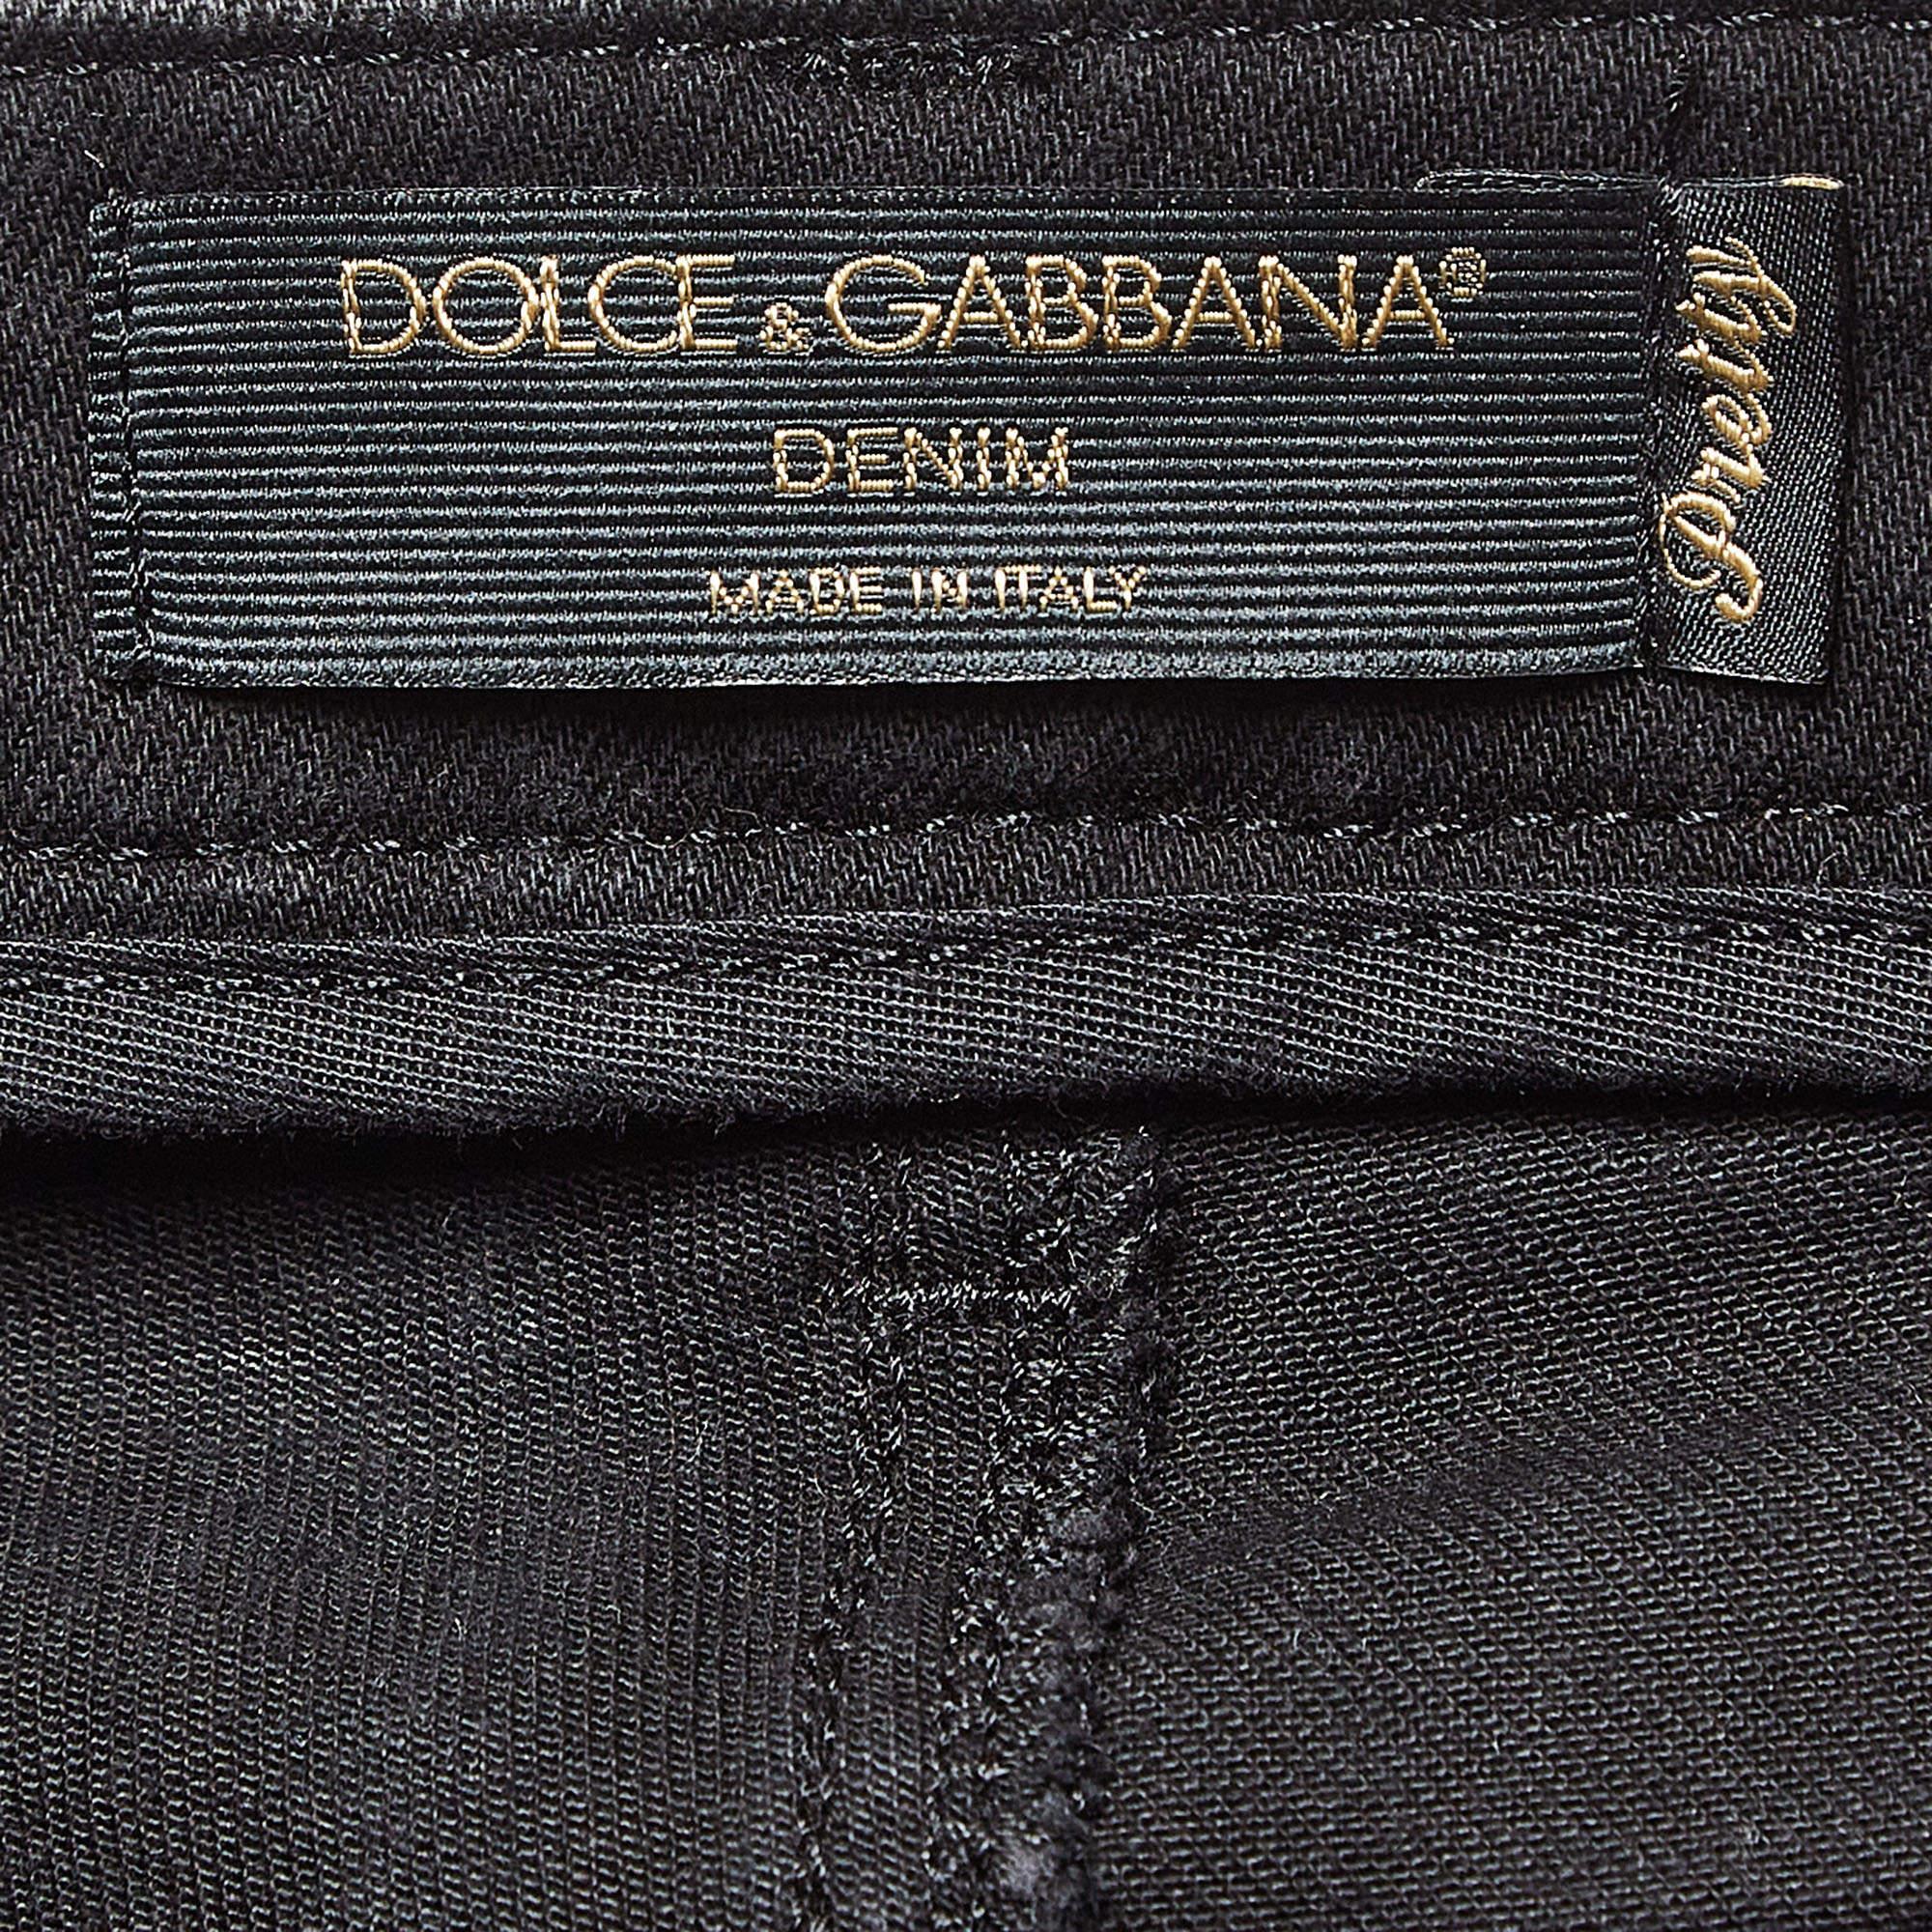 DOLCE & GABBANA®
DENIM
MADE IN ITALY
Pretty